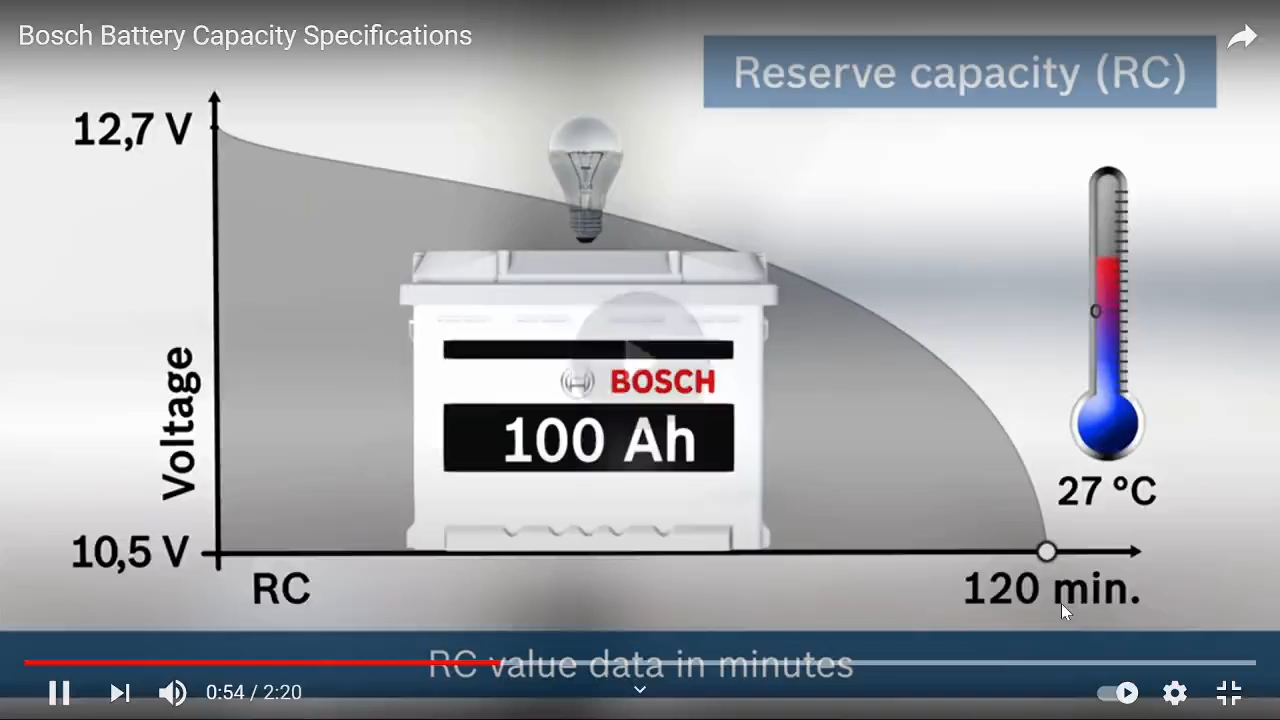 Bosch Battery Capacity Specifications
Reserve capacity (RC)
12,7 V
Voltage
BOSCH
100 Ah
0
27 °C
10,5 V
RC
120 min.
RC value data in minutes
0:54 / 2:20